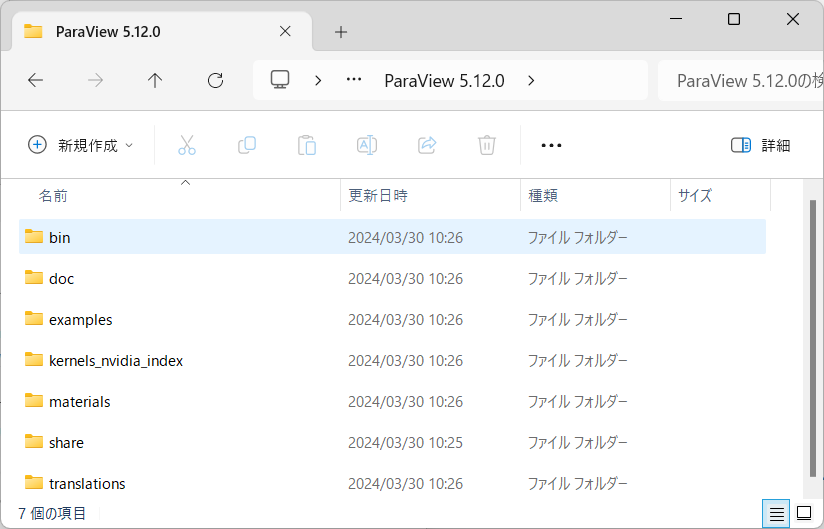 ParaView 5.12.0
ParaView 5.12.0 ParaView 5.12.0の検
新規作成 詳細
名前 更新日時 種類 サイズ
bin 2024/03/30 10:26 ファイル フォルダー
doc 2024/03/30 10:26 ファイル フォルダー
examples 2024/03/30 10:26 ファイル フォルダー
kernels_nvidia_index 2024/03/30 10:26 ファイル フォルダー
materials 2024/03/30 10:26 ファイル フォルダー
share 2024/03/30 10:25 ファイル フォルダー
translations 2024/03/30 10:26 ファイル フォルダー
7 個の項目